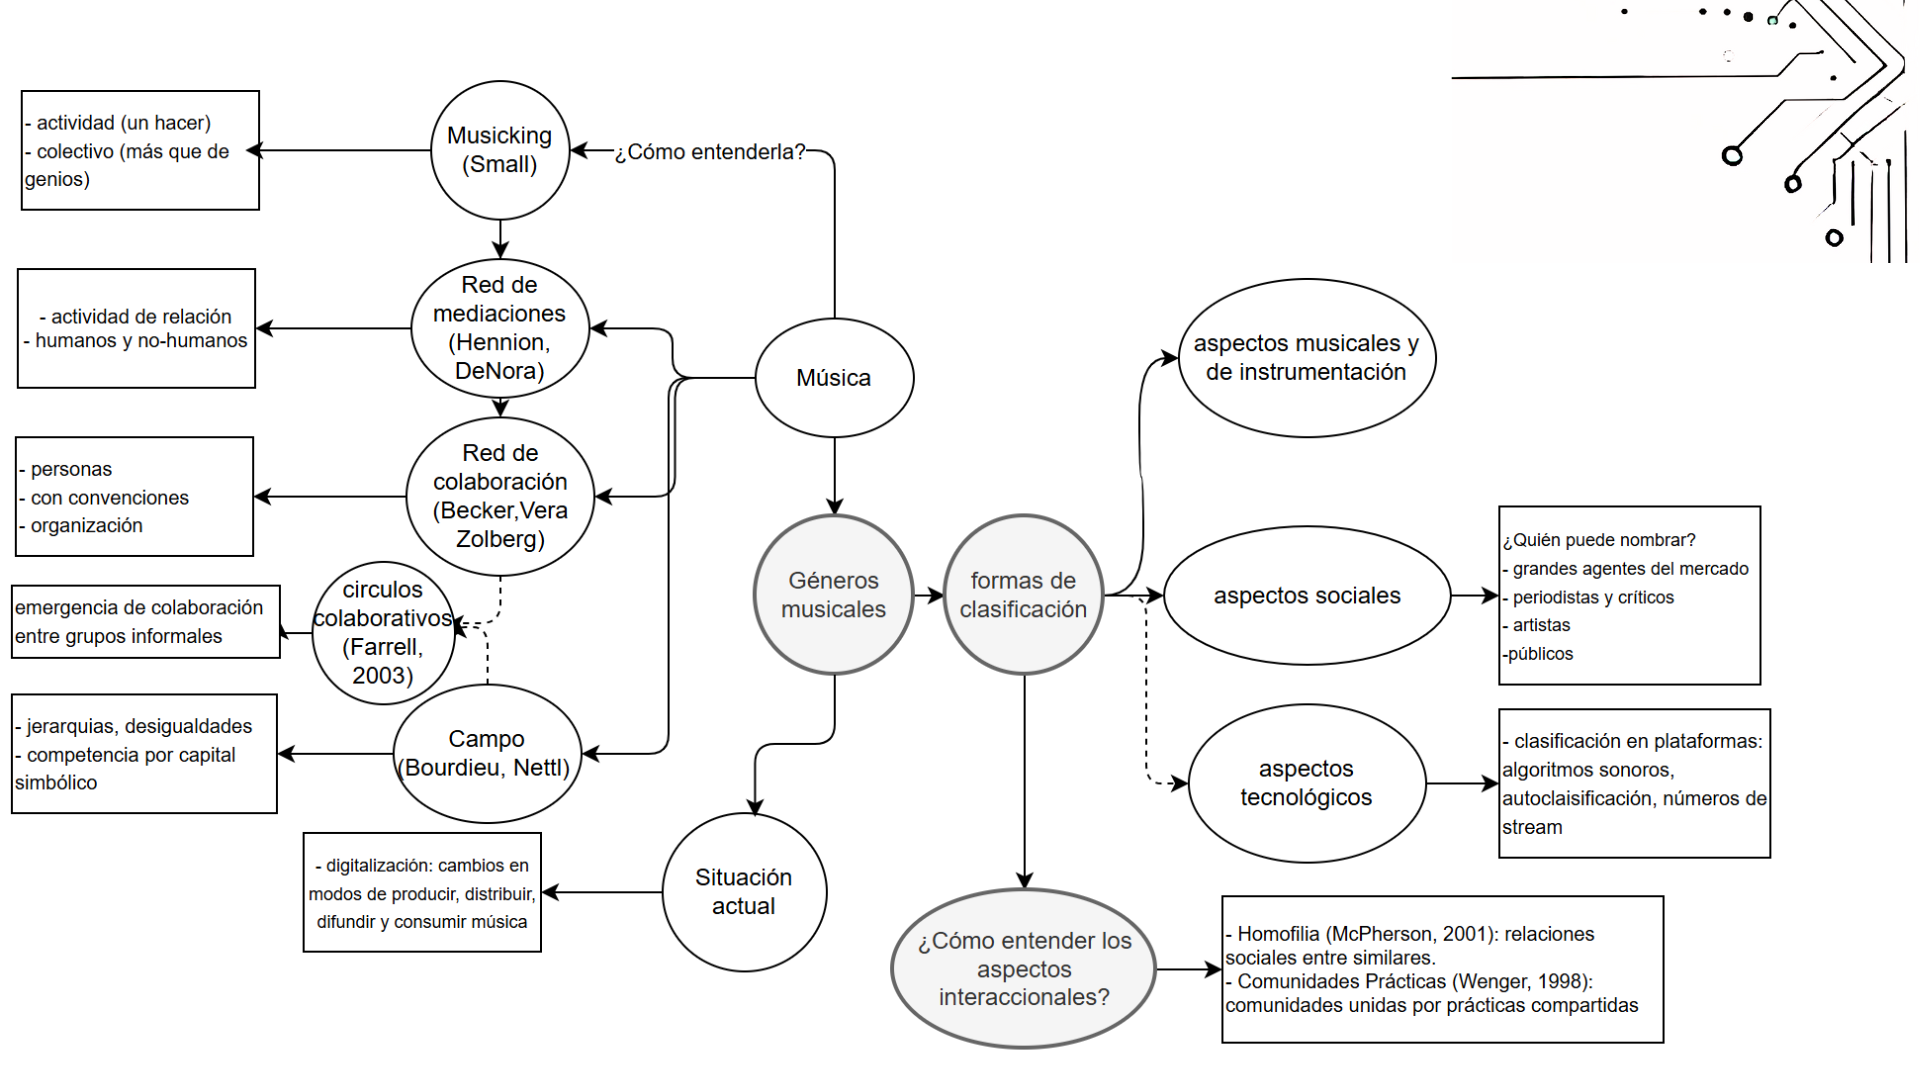 - actividad (un hacer)
- colectivo (más que de
genios)
Musicking
(Small)
¿Cómo entenderla?
- actividad de relación
- humanos y no-humanos
Red de
mediaciones
(Hennion,
DeNora)
Música
- personas
- con convenciones
- organización
Red de
colaboración
(Becker,Vera
Zolberg)
emergencia de colaboración
entre grupos informales
circulos
colaborativos
(Farrell,
2003)
- jerarquias, desigualdades
- competencia por capital
simbólico
Campo
(Bourdieu, Nettl)
- digitalización: cambios en
modos de producir, distribuir,
difundir y consumir música
Situación
actual
Géneros
musicales
formas de
clasificación
aspectos musicales y
de instrumentación
aspectos sociales
¿Quién puede nombrar?
- grandes agentes del mercado
- periodistas y críticos
- artistas
-públicos
aspectos
tecnológicos
- clasificación en plataformas:
algoritmos sonoros,
autoclaisificación, números de
stream
¿Cómo entender los
aspectos
interaccionales?
- Homofilia (McPherson, 2001): relaciones
sociales entre similares.
- Comunidades Prácticas (Wenger, 1998):
comunidades unidas por prácticas compartidas